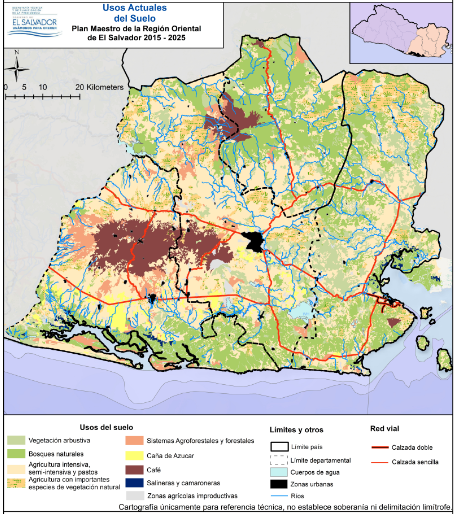 EL SALVADOR
Usos Actuales
del Suelo
Plan Maestro de la Región Oriental
de El Salvador 2015 - 2025
N
0 5 10 20 Kilometers
Usos del suelo
Vegetación arbustiva
Bosques naturales
Agricultura intensiva,
semi-intensiva y pastos
Agricultura con importantes
especies de vegetación natural
Sistemas Agroforestales y forestales
Caña de Azucar
Café
Salineras y camaroneras
Zonas agrícolas improductivas
Límites y otros
Límite país
Límite departamental
Cuerpos de agua
Zonas urbanas
Ríos
Red vial
Calzada doble
Calzada sencilla
Cartografía únicamente para referencia técnica, no establece soberanía ni delimitación limítrofe.